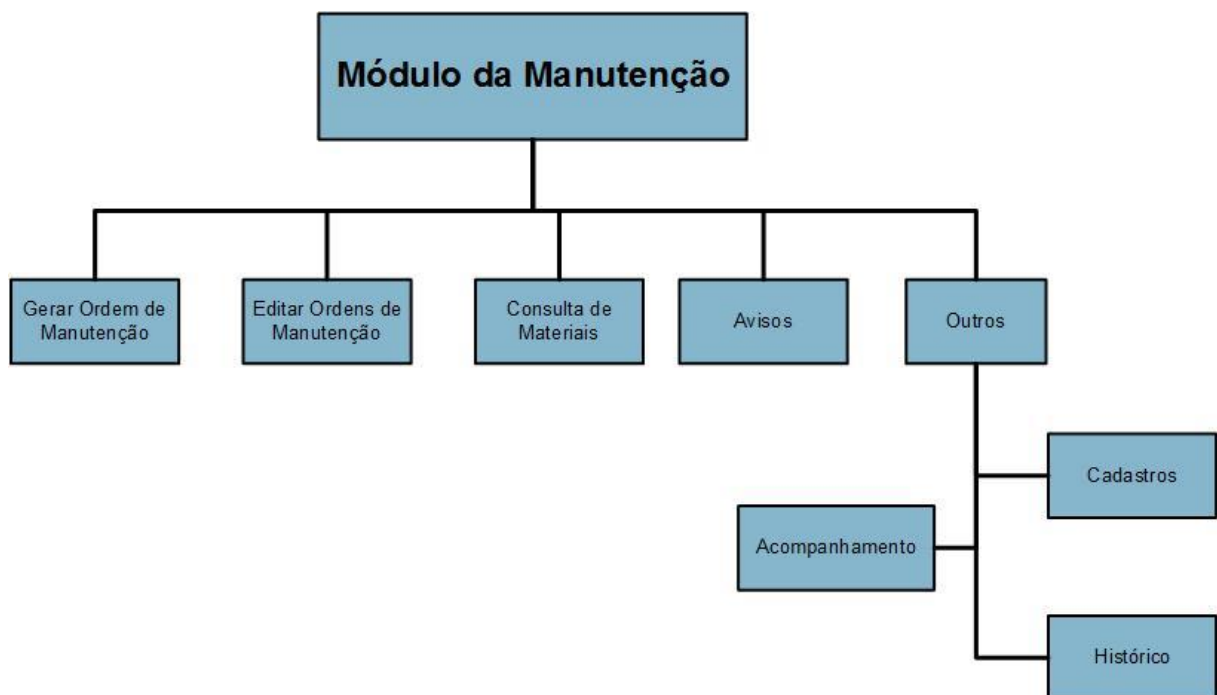 Módulo da Manutenção
Gerar Ordem de
Manutenção
Editar Ordens de
Manutenção
Consulta de
Materiais
Avisos
Outros
Cadastros
Acompanhamento
Histórico